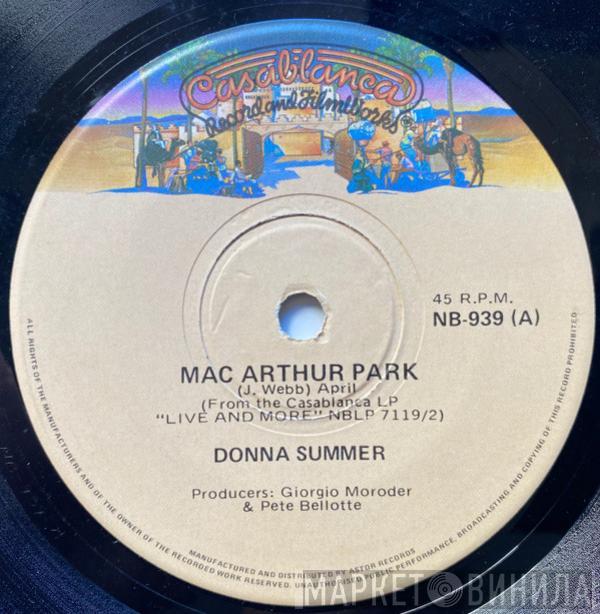 Casablanca
Record and FilmWorks
45 R.P.M.
NB-939 (A)
MAC ARTHUR PARK
(J. Webb) April
(From the Casablanca LP
"LIVE AND MORE" NBLP 7119/2)
DONNA SUMMER
Producers: Giorgio Moroder
& Pete Bellotte
MANUFACTURED AND DISTRIBUTED BY ASTOR RECORDS
ALL RIGHTS OF THE MANUFACTURERS AND OF THE OWNER OF THE RECORDED WORK RESERVED. UNAUTHORISED PUBLIC PERFORMANCE, BROADCASTING AND COPYING OF THIS RECORD PROHIBITED
МАРКЕТ ВИНИЛА